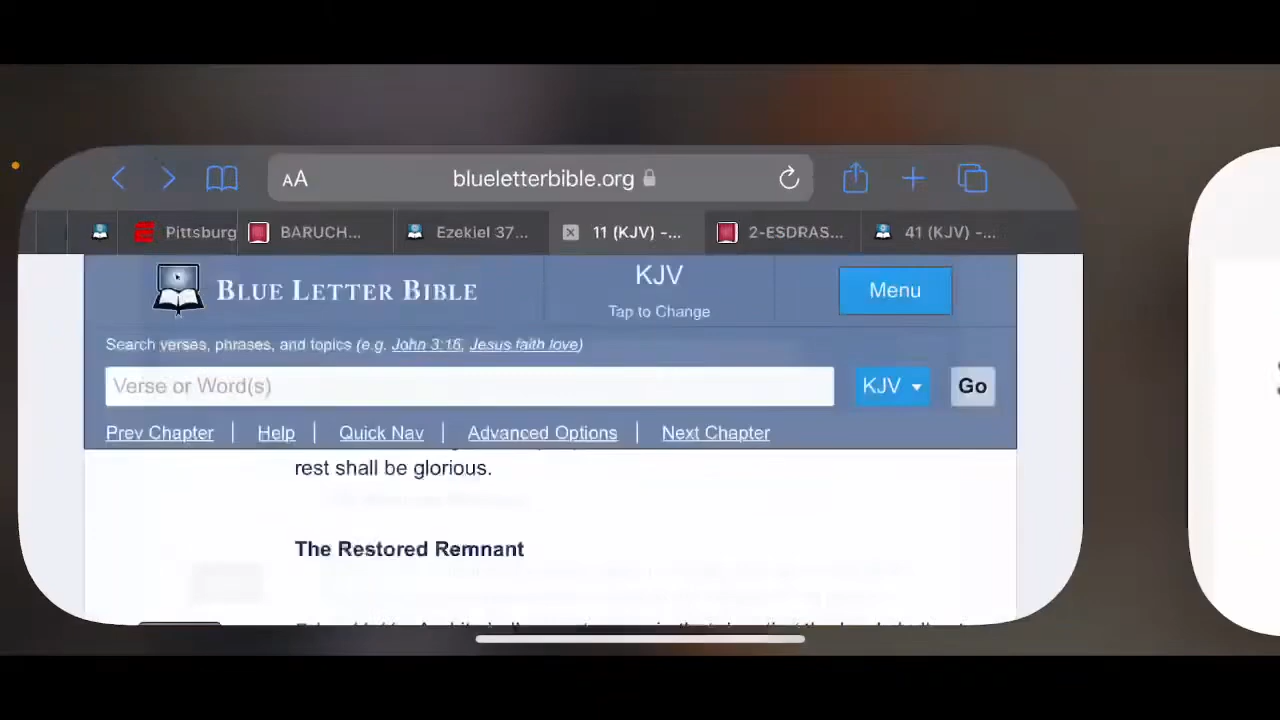 AA blueletterbible.org
Pittsburg BARUCH... Ezekiel 37... 11 (KJV) -... 2-ESDRAS... 41 (KJV) -...
BLUE LETTER BIBLE
KJV
Tap to Change
Menu
Search verses, phrases, and topics (e.g. John 3:16, Jesus faith love)
Verse or Word(s) KJV Go
Prev Chapter | Help | Quick Nav | Advanced Options | Next Chapter
rest shall be glorious.
The Restored Remnant